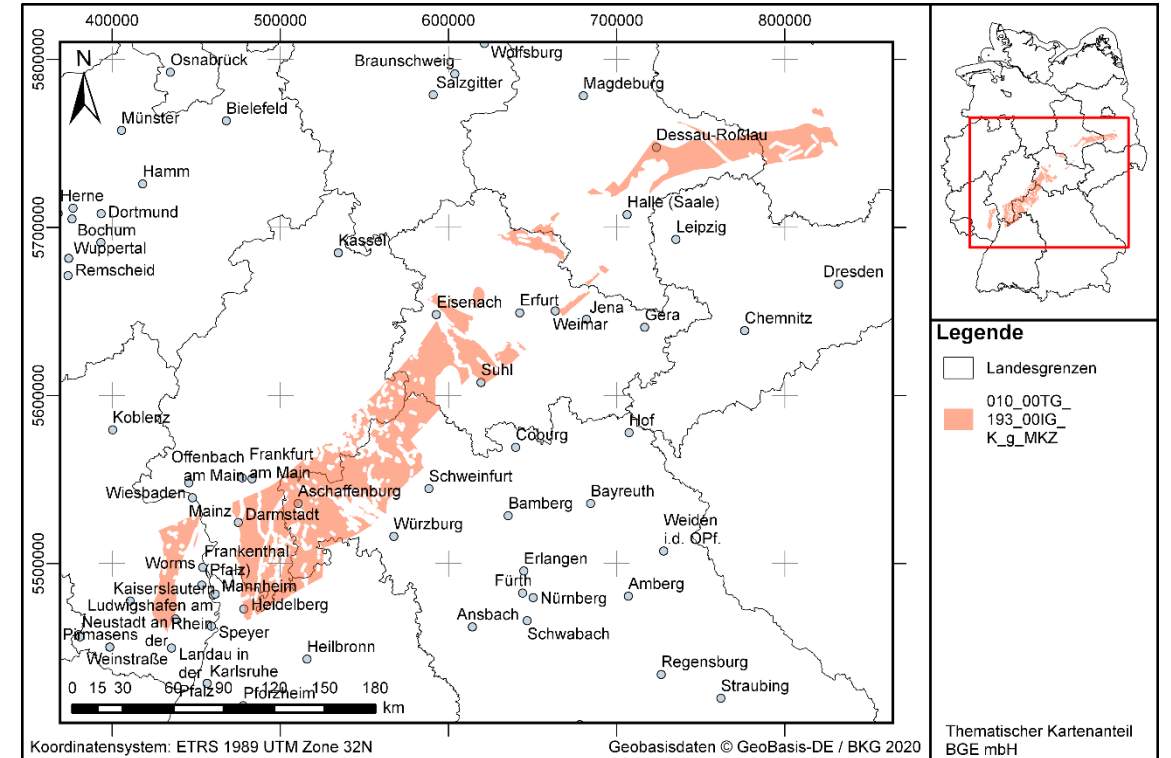 400000
500000
600000
700000
800000
5800000
5700000
5600000
5500000
N
Osnabrück
Braunschweig
Wolfsburg
Salzgitter
Magdeburg
Münster
Bielefeld
Dessau-Roßlau
Hamm
Herne
Dortmund
Bochum
Wuppertal
Remscheid
Kassel
Halle (Saale)
Leipzig
Dresden
Eisenach
Erfurt
Weimar
Jena
Gera
Chemnitz
Suhl
Koblenz
Coburg
Hof
Offenbach
am Main
Frankfurt
am Main
Wiesbaden
Mainz
Aschaffenburg
Darmstadt
Schweinfurt
Würzburg
Bamberg
Bayreuth
Weiden
i.d. OPf.
Worms
Frankenthal
(Pfalz)
Kaiserslautern
Mannheim
Ludwigshafen am
Rhein
Heidelberg
Neustadt an
der
Weinstraße
Pirmasens
Speyer
Landau in
der
Pfalz
Karlsruhe
Pforzheim
Heilbronn
Erlangen
Fürth
Nürnberg
Schwabach
Ansbach
Amberg
Regensburg
Straubing
0 15 30 60 90 120 150 180
km
Koordinatensystem: ETRS 1989 UTM Zone 32N
Geobasisdaten © GeoBasis-DE / BKG 2020
Legende
Landesgrenzen
010_00TG_
193_00IG_
K_g_MKZ
Thematischer Kartenanteil
BGE mbH